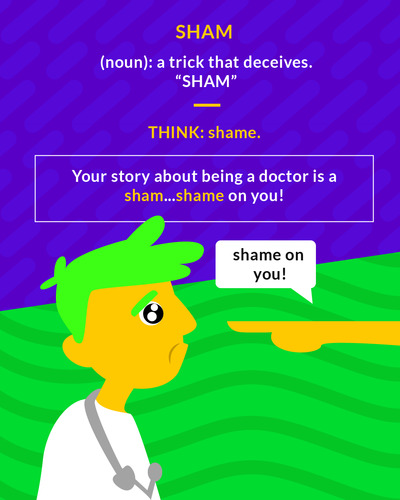 SHAM
(noun): a trick that deceives.
“SHAM”
THINK: shame.
Your story about being a doctor is a
sham...shame on you!
shame on
you!